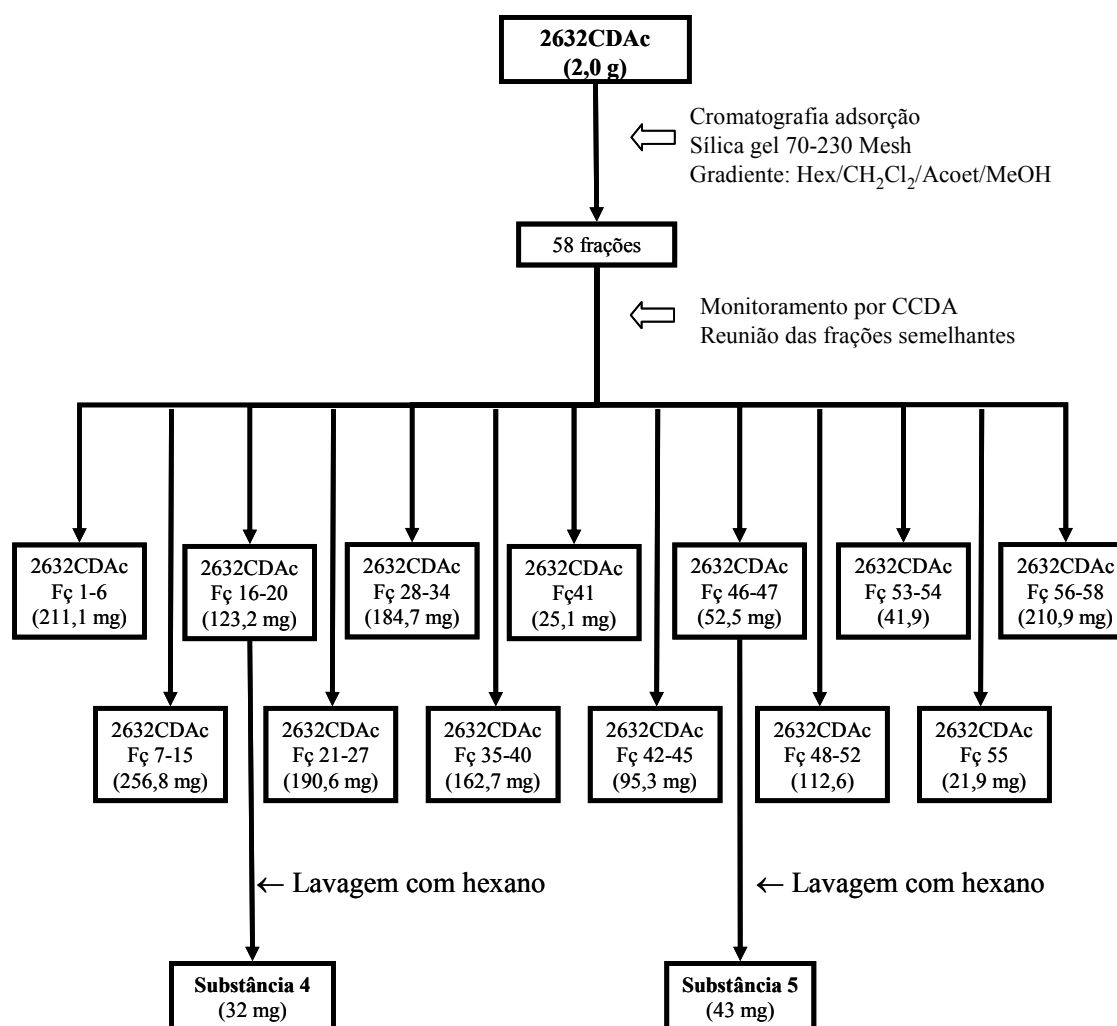 2632CDAc
(2,0 g)
Cromatografia adsorção
Sílica gel 70-230 Mesh
Gradiente: Hex/CH₂Cl₂/Acoet/MeOH
58 frações
Monitoramento por CCDA
Reunião das frações semelhantes
2632CDAc
Fç 1-6
(211,1 mg)
2632CDAc
Fç 16-20
(123,2 mg)
2632CDAc
Fç 28-34
(184,7 mg)
2632CDAc
Fç41
(25,1 mg)
2632CDAc
Fç 46-47
(52,5 mg)
2632CDAc
Fç 53-54
(41,9)
2632CDAc
Fç 56-58
(210,9 mg)
2632CDAc
Fç 7-15
(256,8 mg)
2632CDAc
Fç 21-27
(190,6 mg)
2632CDAc
Fç 35-40
(162,7 mg)
2632CDAc
Fç 42-45
(95,3 mg)
2632CDAc
Fç 48-52
(112,6)
2632CDAc
Fç 55
(21,9 mg)
← Lavagem com hexano
← Lavagem com hexano
Substância 4
(32 mg)
Substância 5
(43 mg)